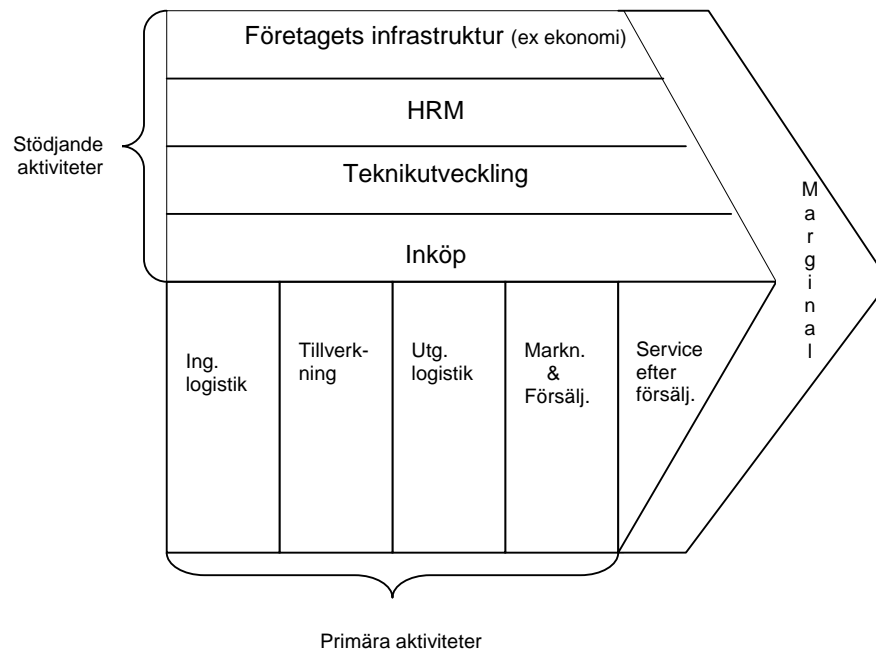 Företagets infrastruktur (ex ekonomi)
HRM
Stödjande
aktiviteter
Teknikutveckling
Inköp
Marginal
Ing.
logistik
Tillverk-
ning
Utg.
logistik
Markn.
&
Försälj.
Service
efter
försälj.
Primära aktiviteter